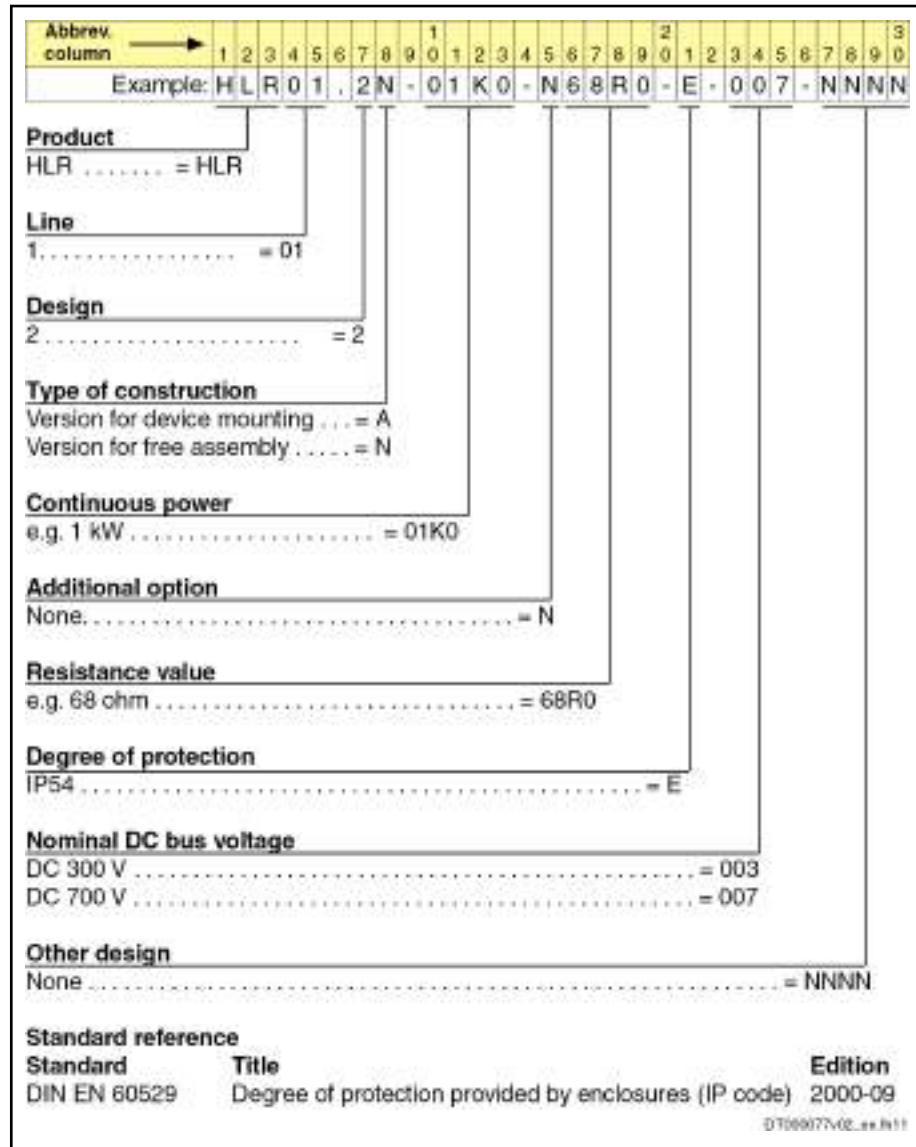 Abbrev.
column 1 2 3 4 5 6 7 8 9 1 0 1 2 3 4 5 6 7 8 9 2 0 1 2 3 4 5 6 7 8 9 3 0
Example: H L R 0 1 . 2 N - 0 1 K 0 - N 6 8 R 0 - E - 0 0 7 - N N N N
Product
HLR ....... = HLR
Line
1................. = 01
Design
2 ...................... = 2
Type of construction
Version for device mounting ... = A
Version for free assembly ..... = N
Continuous power
e.g. 1 kW ..................... = 01K0
Additional option
None..................................... = N
Resistance value
e.g. 68 ohm ................................ = 68R0
Degree of protection
IP54 ................................................ = E
Nominal DC bus voltage
DC 300 V ................................................ = 003
DC 700 V ................................................ = 007
Other design
None ............................................................ = NNNN
Standard reference
Standard Title Edition
DIN EN 60529 Degree of protection provided by enclosures (IP code) 2000-09